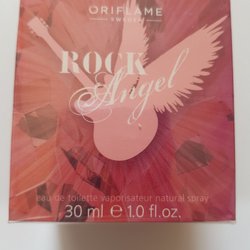 ORIFLAME
SWEDEN
ROCK
Angel
eau de toilette vaporisateur natural spray
30 ml ℮ 1.0 fl.oz.